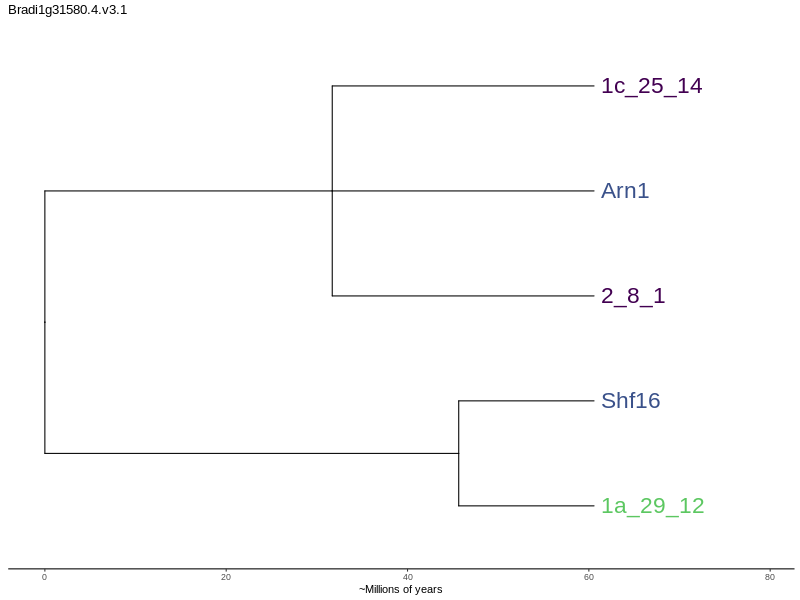 Bradi1g31580.4.v3.1
1c_25_14
Arn1
2_8_1
Shf16
1a_29_12
0 20 40 60 80
~Millions of years